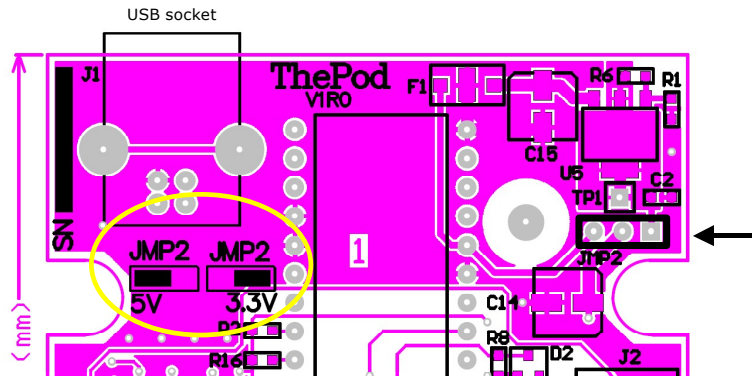 USB socket
J1
ThePod
V1R0
F1
R6
R1
C15
U5
TP1
C2
SN
JMP2 JMP2
5V 3.3V
1
JMP2
C14
(mm)
R2
R16
R8
D2
J2